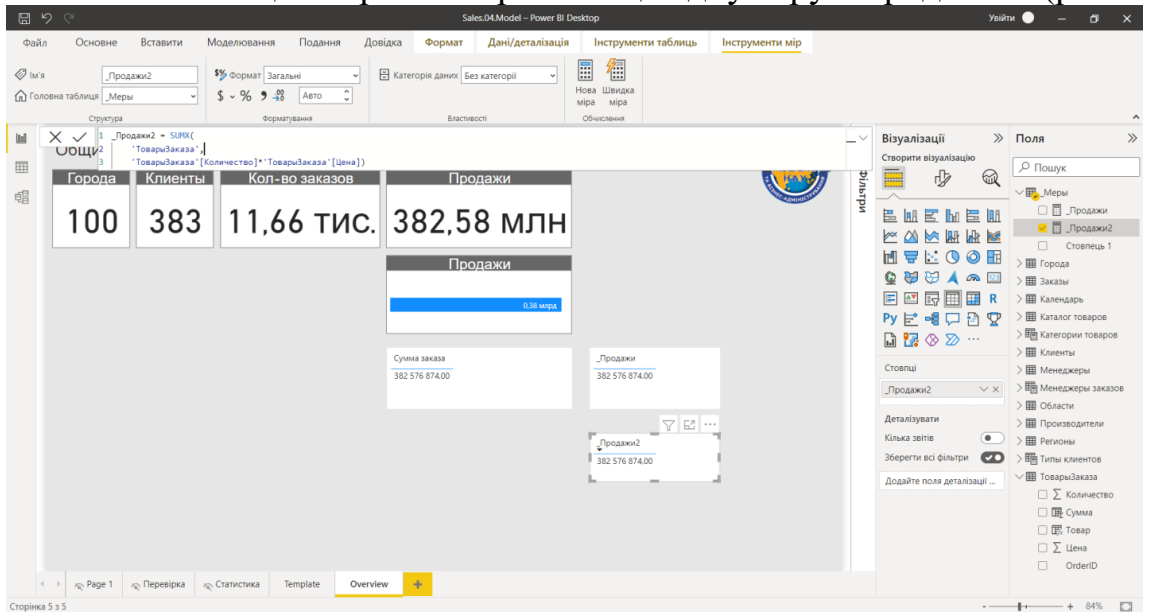 Sales.04.Model – Power BI Desktop
Увійти
Файл Основне Вставити Моделювання Подання Довідка Формат Дані/деталізація Інструменти таблиць Інструменти мір
Ім'я _Продажи2
Формат Загальні
Категорія даних Без категорії
Головна таблиця _Меры
$ % Авто
Нова міра
Швидка міра
Структура Форматування Властивості Обчислення
1 _Продажи2 = SUMX(
2 'ТоварыЗаказа',
3 'ТоварыЗаказа'[Количество]*'ТоварыЗаказа'[Цена])
Города Клиенты Кол-во заказов Продажи
100 383 11,66 тис. 382,58 млн
Продажи
0,38 млрд
Сумма заказа
382 576 874,00
_Продажи
382 576 874,00
_Продажи2
382 576 874,00
Фільтри
Візуалізації
Створити візуалізацію
R
Py
Стовпці
_Продажи2
Деталізувати
Кілька звітів
Зберегти всі фільтри
Додайте поля деталізації ...
Поля
Пошук
_Меры
_Продажи
_Продажи2
Стовпець 1
Города
Заказы
Календарь
Каталог товаров
Категории товаров
Клиенты
Менеджеры
Менеджеры заказов
Области
Производители
Регионы
Типы клиентов
ТоварыЗаказа
Количество
Сумма
Товар
Цена
OrderID
Page 1 Перевірка Статистика Template Overview +
Сторінка 5 з 5
- + 84%